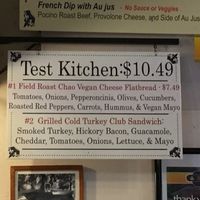 French Dip with Au jus - No Sauce or Veggies
Pocino Roast Beef, Provolone Cheese, and Side of Au Jus
Test Kitchen:$10.49
#1 Field Roast Chao Vegan Cheese Flatbread · $7.49
Tomatoes, Onions, Pepperoncinis, Olives, Cucumbers,
Roasted Red Peppers, Carrots, Hummus, & Vegan Mayo
#2 Grilled Cold Turkey Club Sandwich:
Smoked Turkey, Hickory Bacon, Guacamole,
Cheddar, Tomatoes, Onions, Lettuce, & Mayo
thank